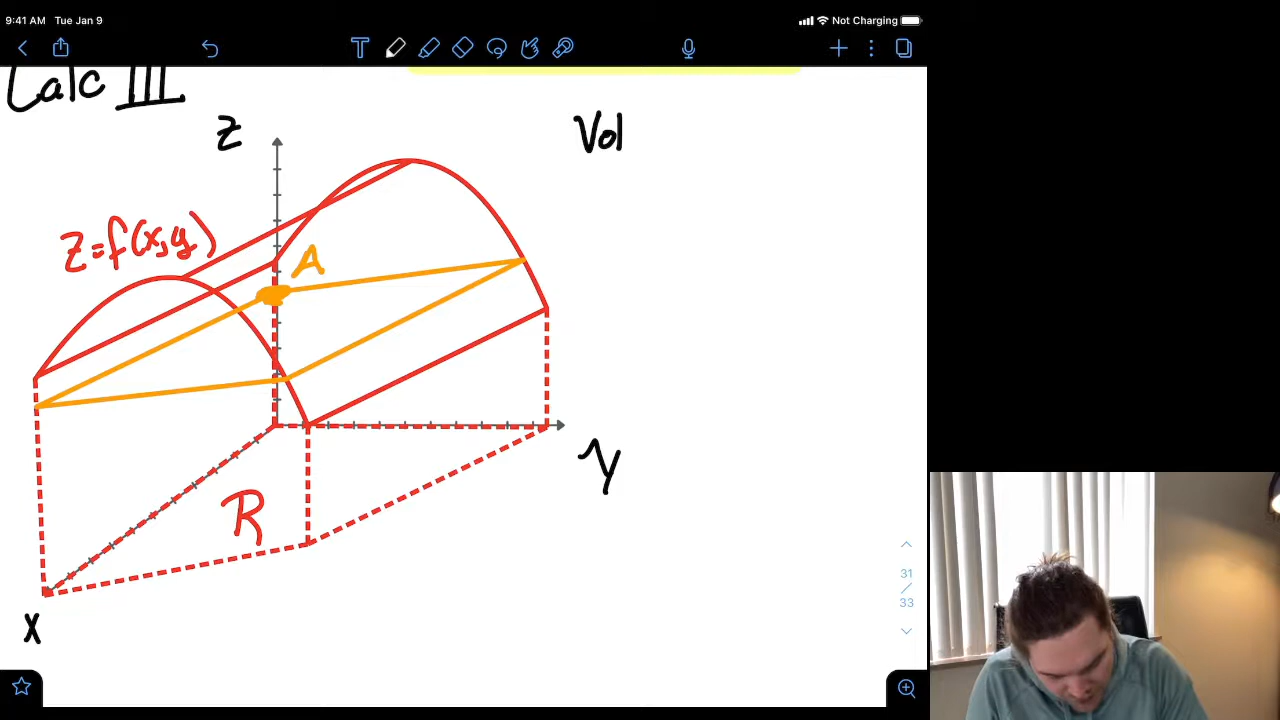 9:41 AM Tue Jan 9
Not Charging
Calc III
Z
Vol
z=f(x,y)
A
Y
R
X
31
33